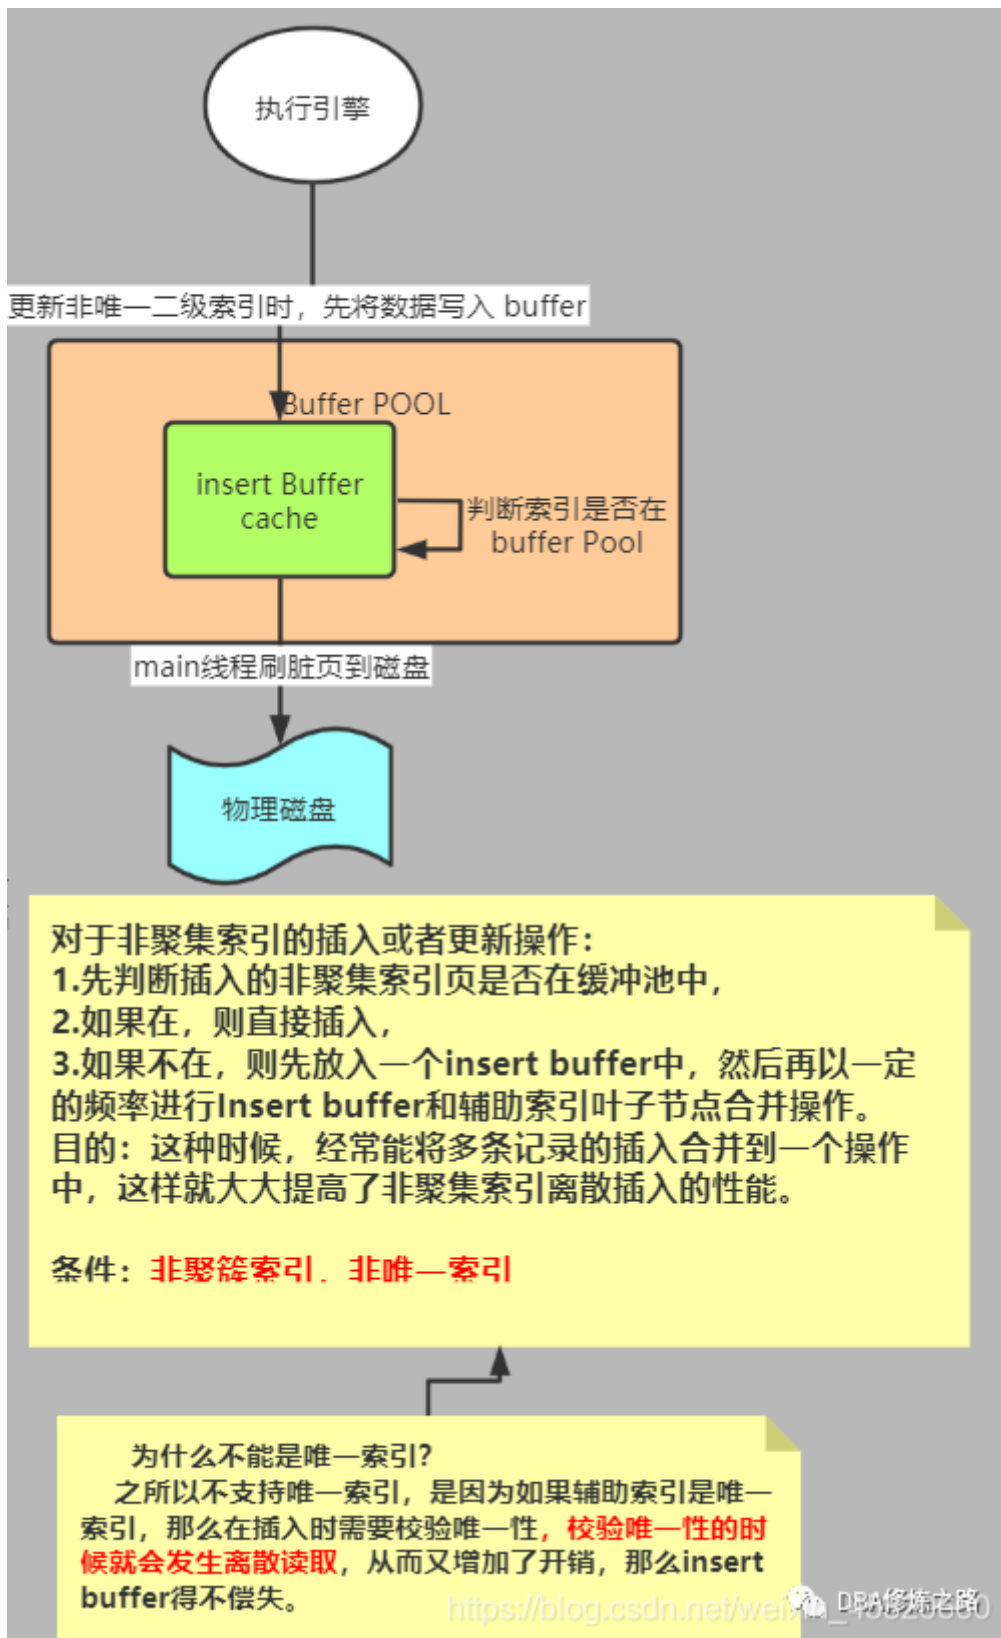 执行引擎
更新非唯一二级索引时，先将数据写入 buffer
Buffer POOL
insert Buffer
cache
判断索引是否在
buffer Pool
main线程刷脏页到磁盘
物理磁盘
对于非聚集索引的插入或者更新操作：
1.先判断插入的非聚集索引页是否在缓冲池中，
2.如果在，则直接插入，
3.如果不在，则先放入一个insert buffer中，然后再以一定
的频率进行Insert buffer和辅助索引叶子节点合并操作。
目的：这种时候，经常能将多条记录的插入合并到一个操作
中，这样就大大提高了非聚集索引离散插入的性能。
条件：非聚簇索引，非唯一索引
为什么不能是唯一索引？
之所以不支持唯一索引，是因为如果辅助索引是唯一
索引，那么在插入时需要校验唯一性，校验唯一性的时
候就会发生离散读取，从而又增加了开销，那么insert
buffer得不偿失。
DBA修炼之路
https://blog.csdn.net/weixin_